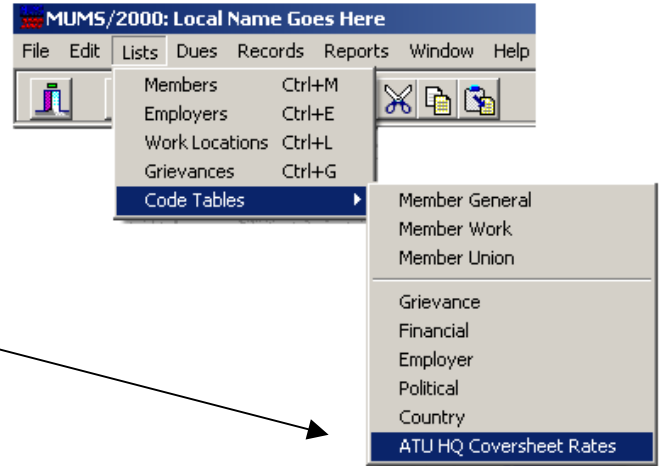 MUMS/2000: Local Name Goes Here
File Edit Lists Dues Records Reports Window Help
Members Ctrl+M
Employers Ctrl+E
Work Locations Ctrl+L
Grievances Ctrl+G
Code Tables
Member General
Member Work
Member Union
Grievance
Financial
Employer
Political
Country
ATU HQ Coversheet Rates